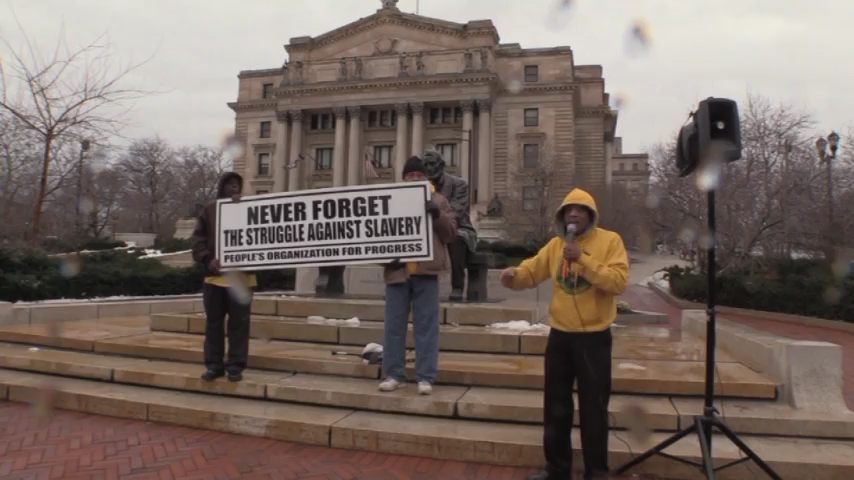 NEVER FORGET
THE STRUGGLE AGAINST SLAVERY
PEOPLE'S ORGANIZATION FOR PROGRESS